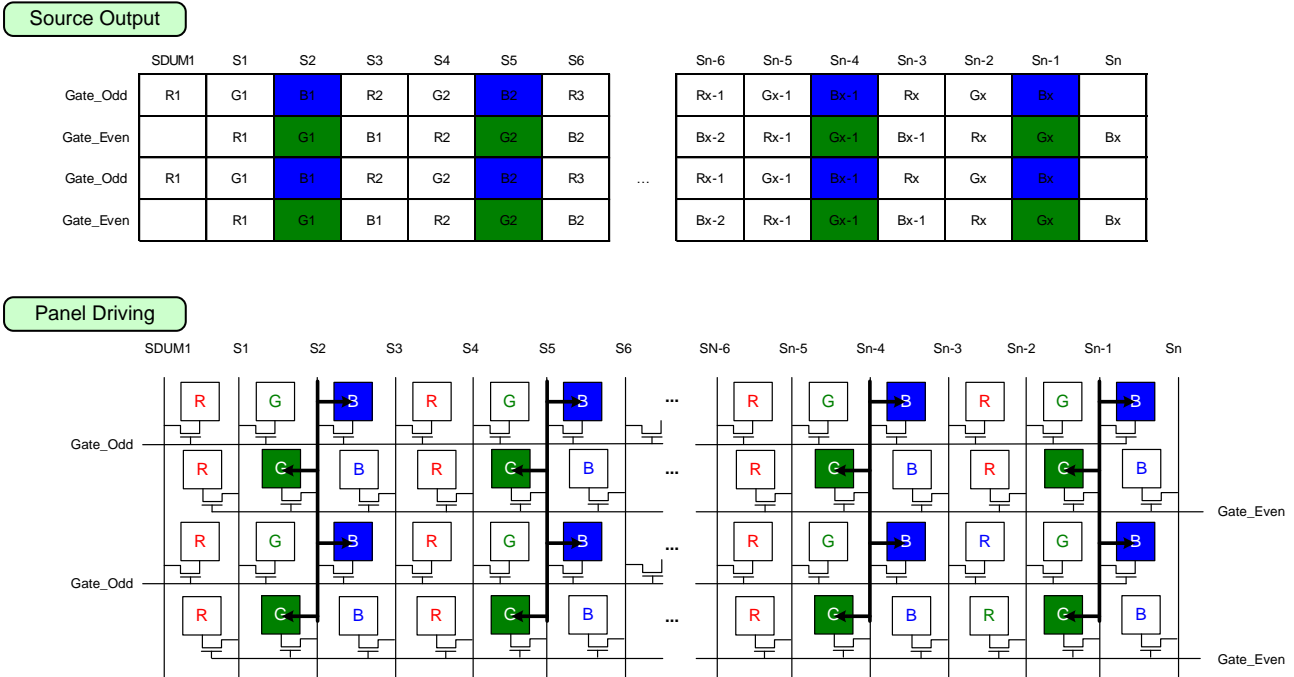 Source Output
SDUM1 S1 S2 S3 S4 S5 S6 Sn-6 Sn-5 Sn-4 Sn-3 Sn-2 Sn-1 Sn
Gate_Odd R1 G1 B1 R2 G2 B2 R3 Rx-1 Gx-1 Bx-1 Rx Gx Bx
Gate_Even R1 G1 B1 R2 G2 B2 Bx-2 Rx-1 Gx-1 Bx-1 Rx Gx Bx
Gate_Odd R1 G1 B1 R2 G2 B2 R3 ... Rx-1 Gx-1 Bx-1 Rx Gx Bx
Gate_Even R1 G1 B1 R2 G2 B2 Bx-2 Rx-1 Gx-1 Bx-1 Rx Gx Bx
Panel Driving
SDUM1 S1 S2 S3 S4 S5 S6 SN-6 Sn-5 Sn-4 Sn-3 Sn-2 Sn-1 Sn
R G B R G B ... R G B R G B
Gate_Odd
R G B R G B ... R G B R G B
Gate_Even
R G B R G B ... R G B R G B
Gate_Odd
R G B R G B ... R G B R G B
Gate_Even